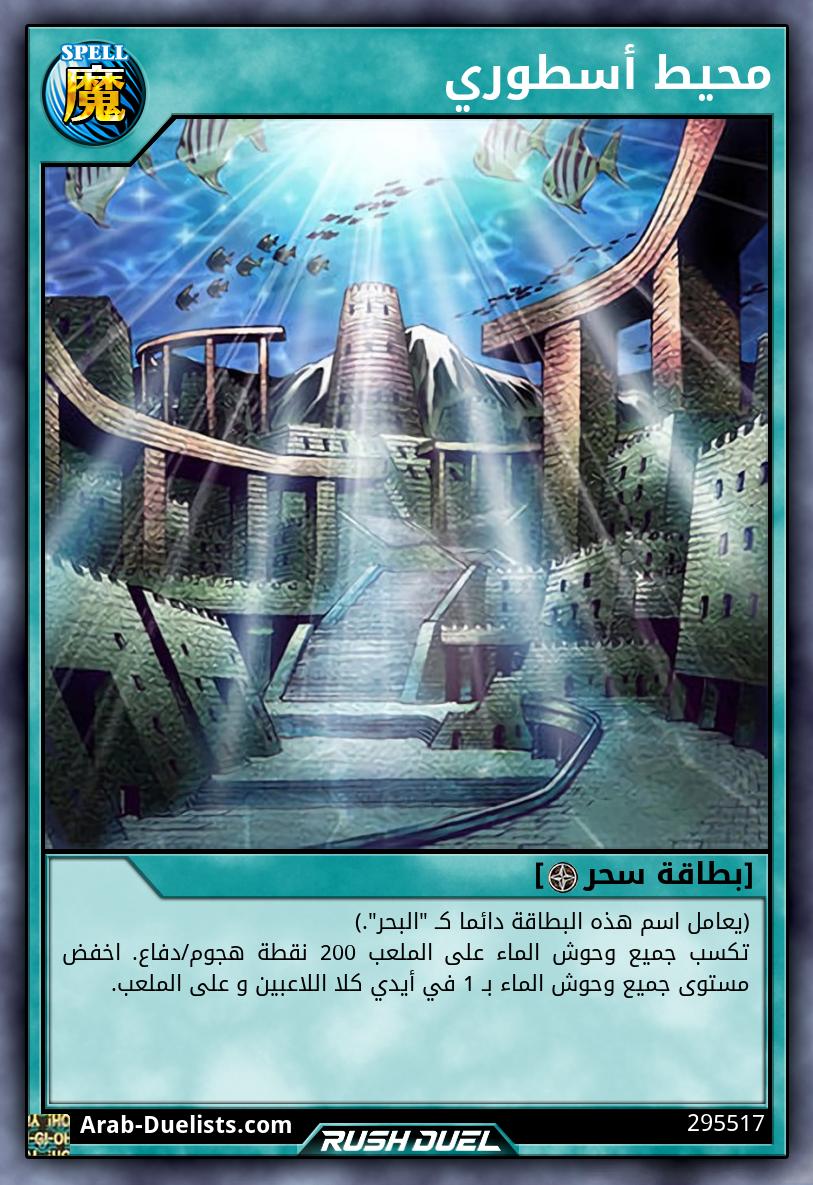 SPELL
魔
محيط أسطوري
[بطاقة سحر]
(يعامل اسم هذه البطاقة دائما كـ "البحر".)
تكسب جميع وحوش الماء على الملعب 200 نقطة هجوم/دفاع. اخفض
مستوى جميع وحوش الماء بـ 1 في أيدي كلا اللاعبين و على الملعب.
Arab-Duelists.com
RUSH DUEL
295517